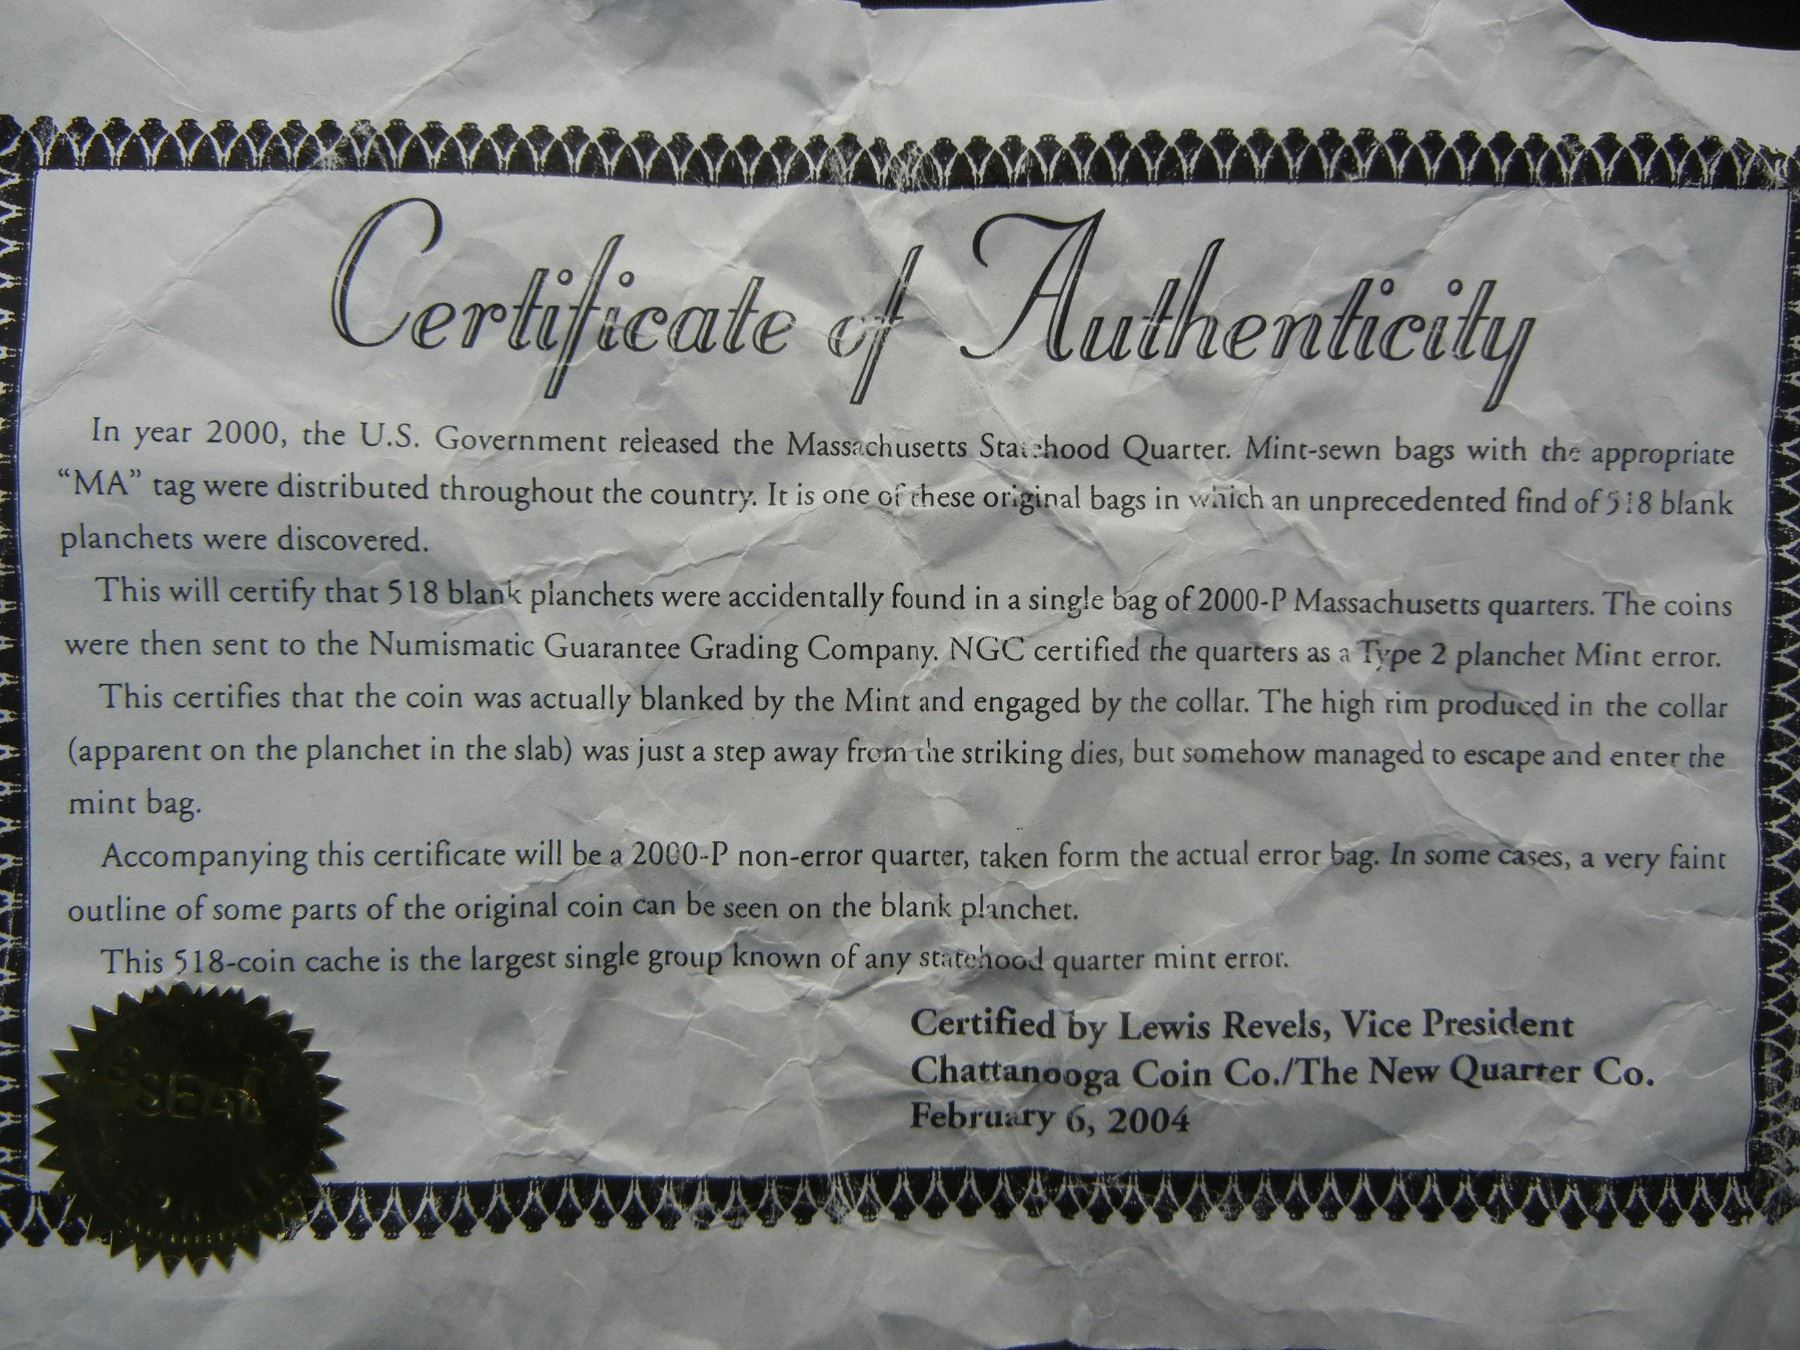 Certificate of Authenticity
In year 2000, the U.S. Government released the Massachusetts Statehood Quarter. Mint-sewn bags with the appropriate
“MA” tag were distributed throughout the country. It is one of these original bags in which an unprecedented find of 518 blank
planchets were discovered.
This will certify that 518 blank planchets were accidentally found in a single bag of 2000-P Massachusetts quarters. The coins
were then sent to the Numismatic Guarantee Grading Company. NGC certified the quarters as a Type 2 planchet Mint error.
This certifies that the coin was actually blanked by the Mint and engaged by the collar. The high rim produced in the collar
(apparent on the planchet in the slab) was just a step away from the striking dies, but somehow managed to escape and enter the
mint bag.
Accompanying this certificate will be a 2000-P non-error quarter, taken form the actual error bag. In some cases, a very faint
outline of some parts of the original coin can be seen on the blank planchet.
This 518-coin cache is the largest single group known of any statehood quarter mint error.
Certified by Lewis Revels, Vice President
Chattanooga Coin Co./The New Quarter Co.
February 6, 2004
SEAL